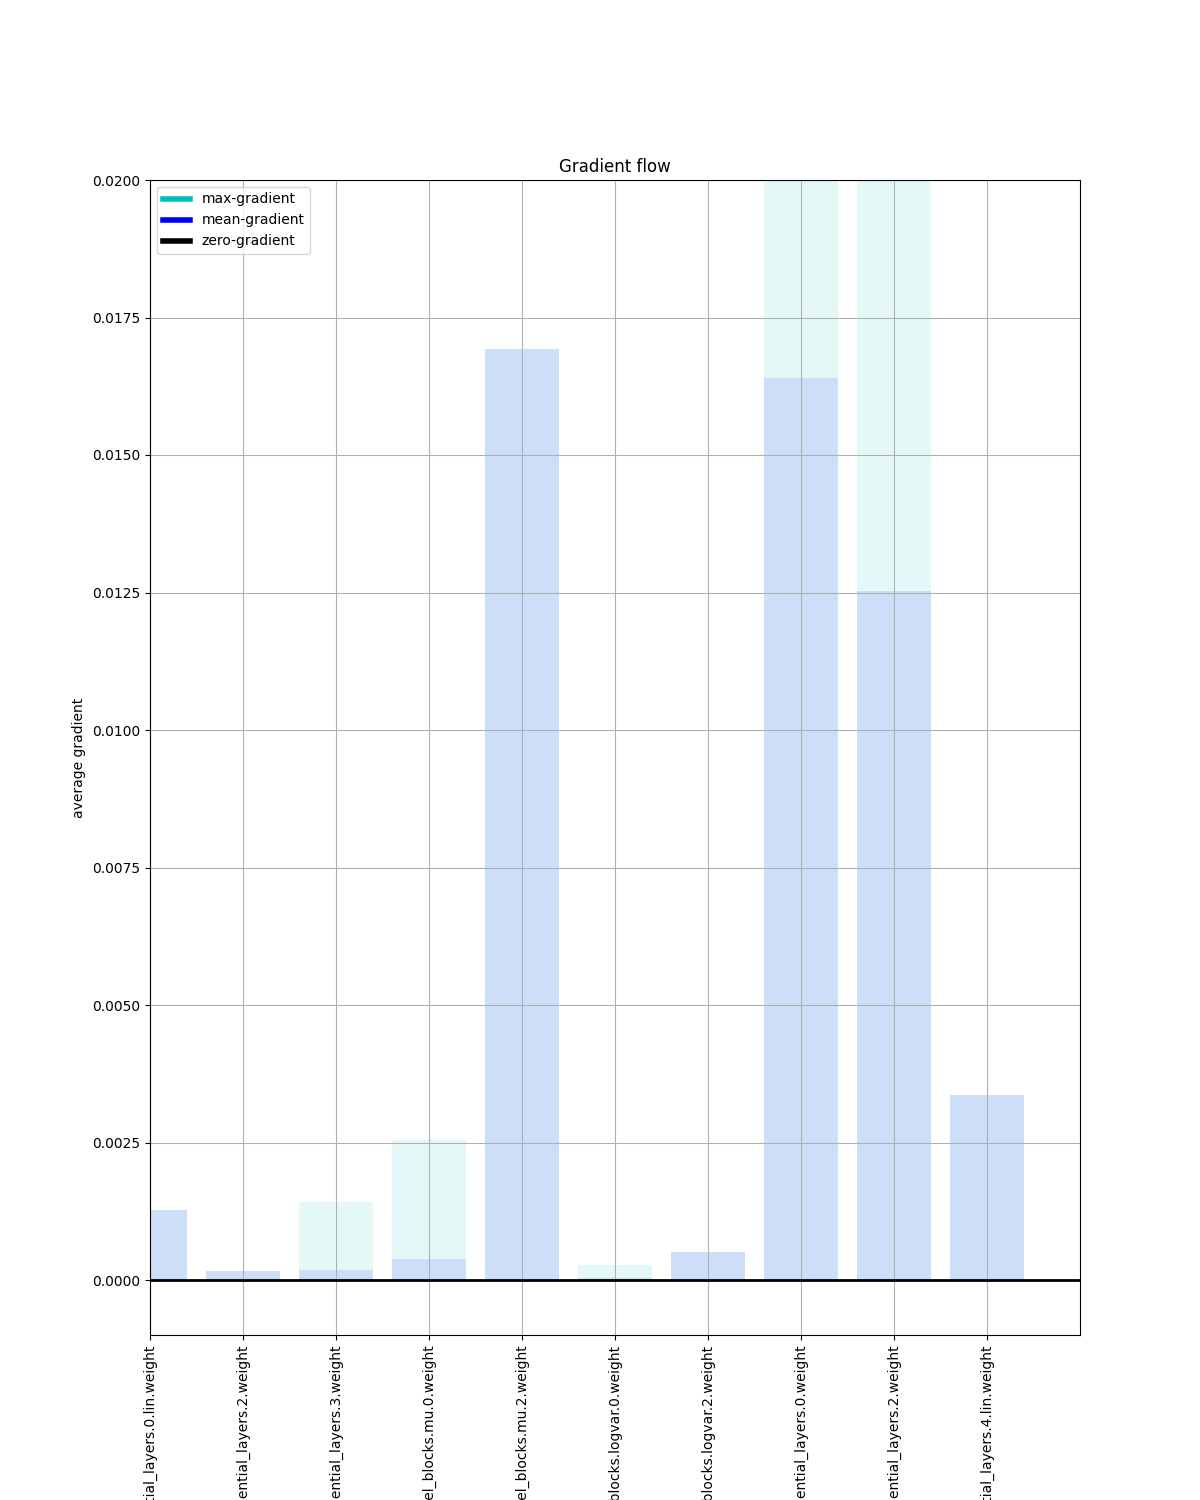 Gradient flow
max-gradient
mean-gradient
zero-gradient
0.0200
0.0175
0.0150
0.0125
0.0100
0.0075
0.0050
0.0025
0.0000
average gradient
tial_layers.0.lin.weight
ential_layers.2.weight
ential_layers.3.weight
el_blocks.mu.0.weight
el_blocks.mu.2.weight
blocks.logvar.0.weight
blocks.logvar.2.weight
ential_layers.0.weight
ential_layers.2.weight
tial_layers.4.lin.weight